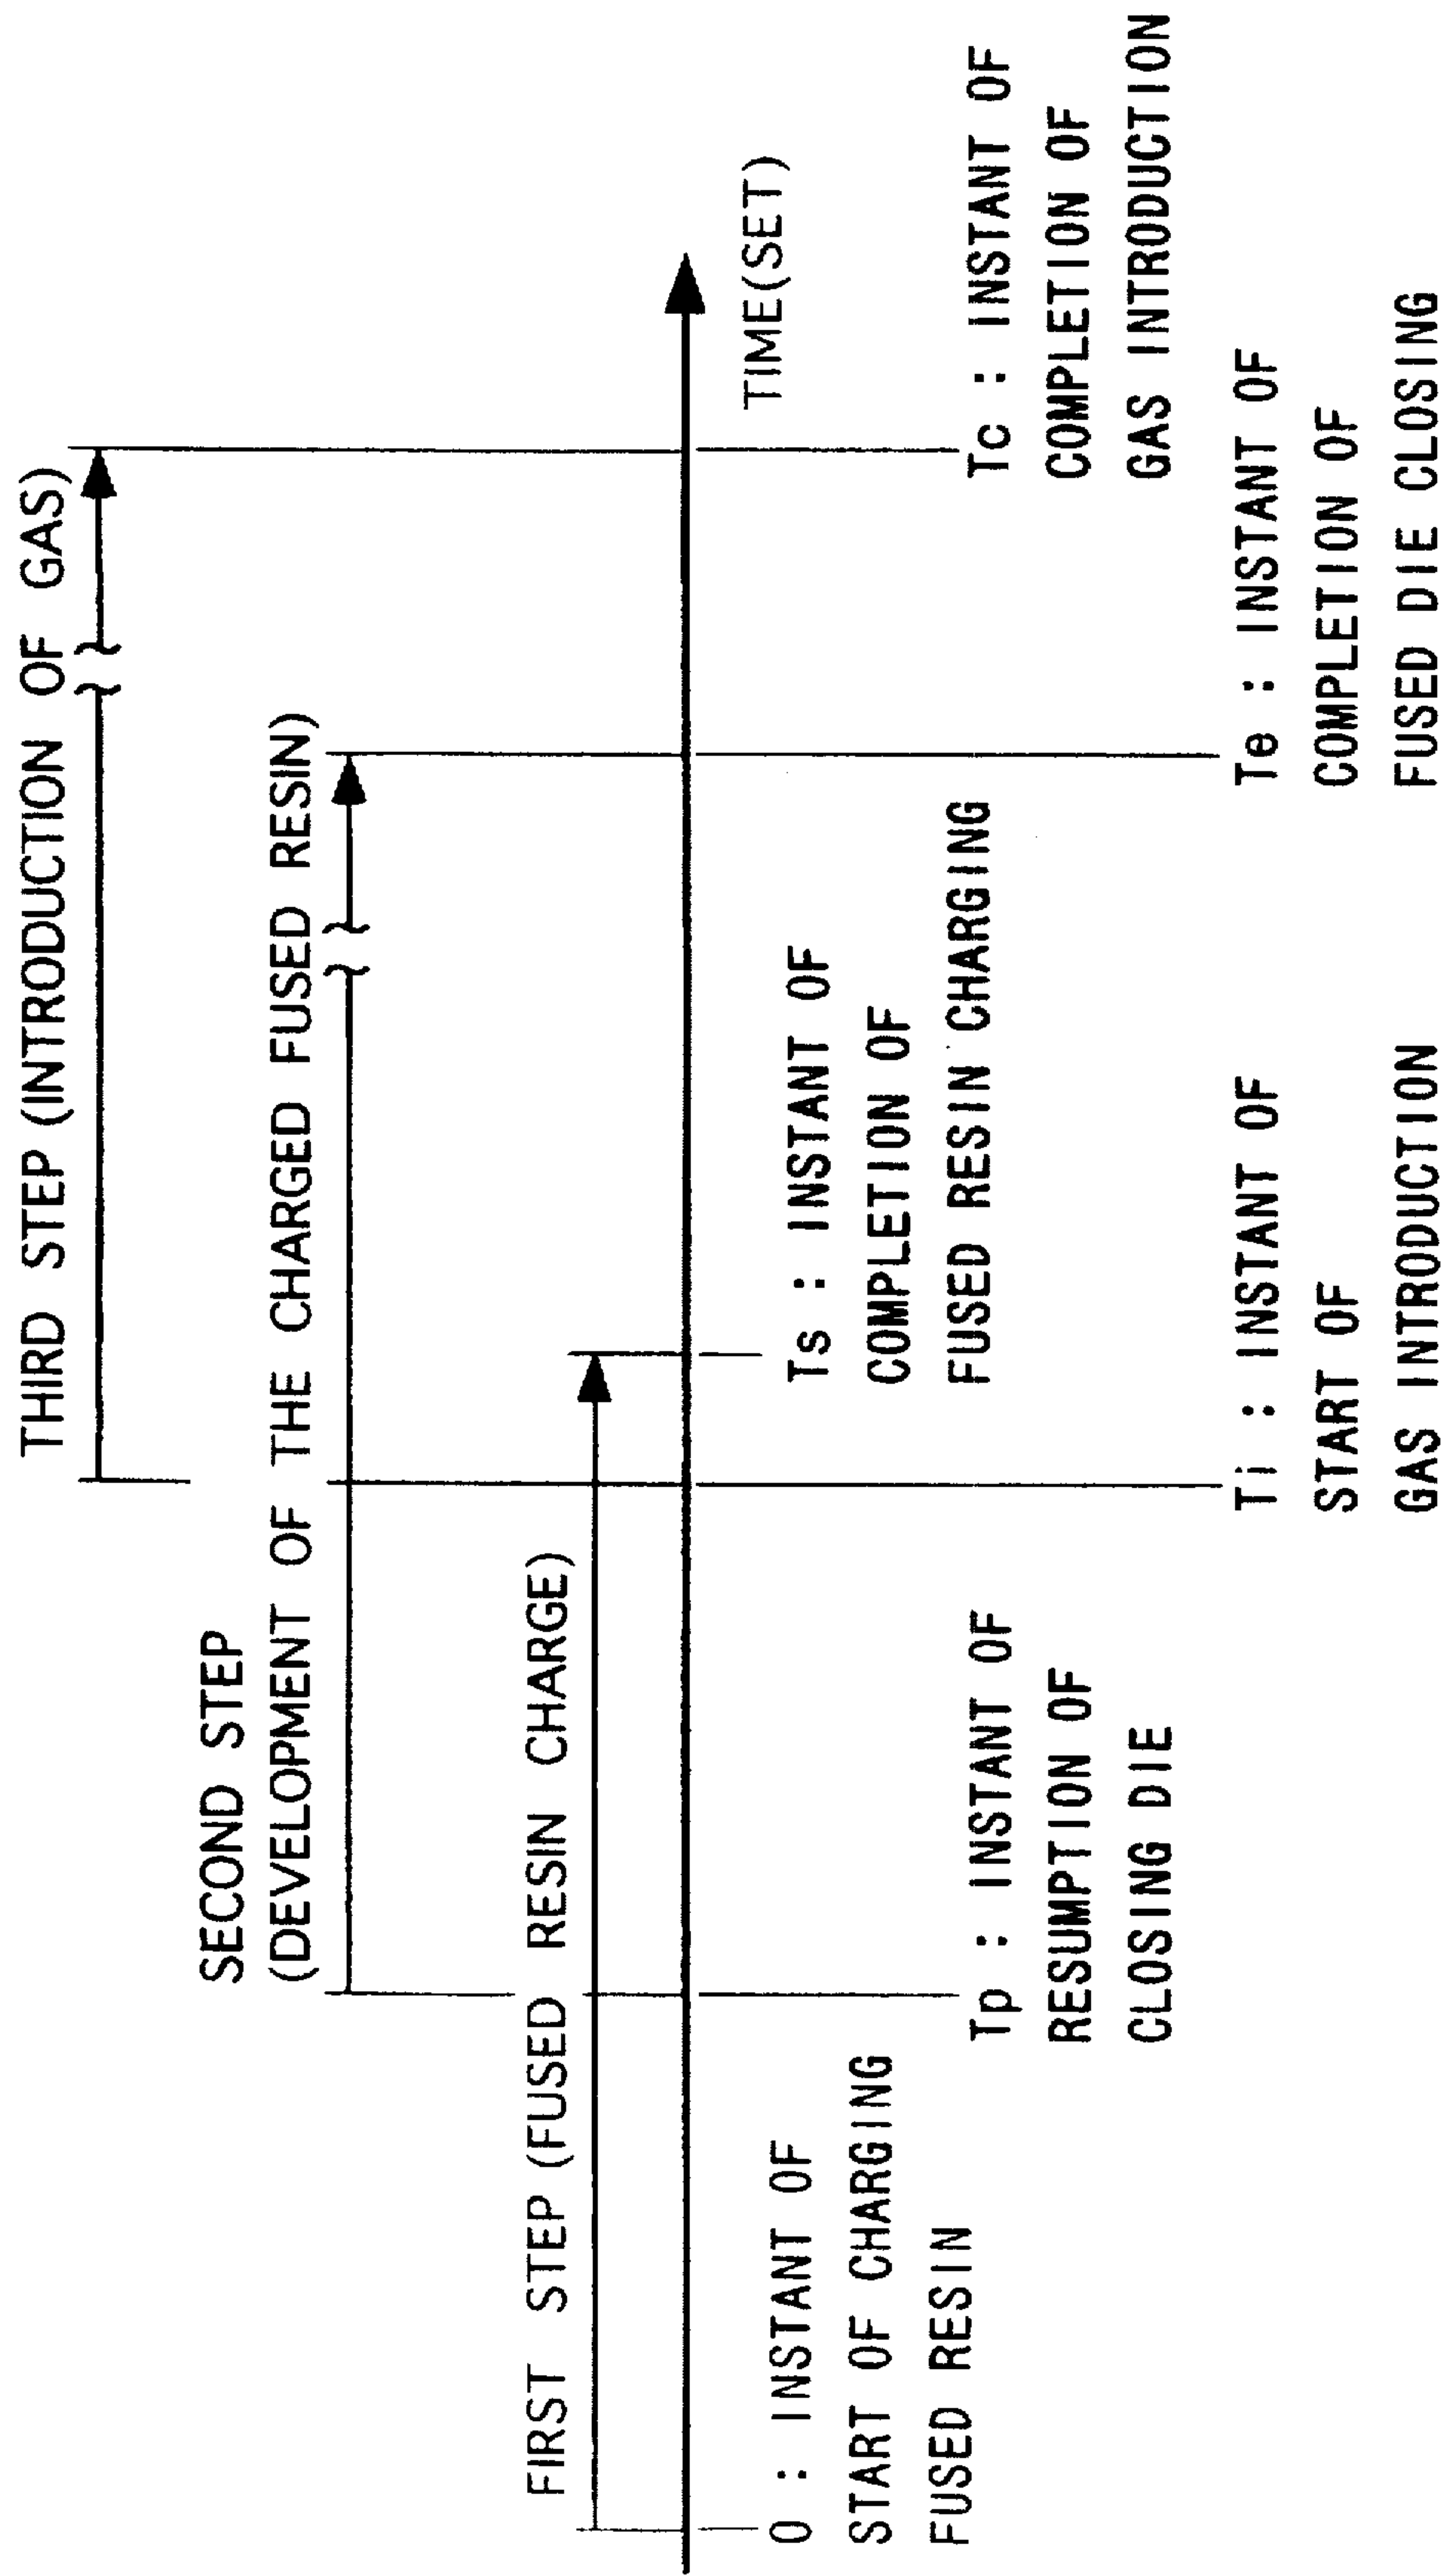 THIRD STEP (INTRODUCTION OF GAS)
SECOND STEP
(DEVELOPMENT OF THE CHARGED FUSED RESIN)
FIRST STEP (FUSED RESIN CHARGE)
TIME(SET)
0 : INSTANT OF
START OF CHARGING
FUSED RESIN
Tp : INSTANT OF
RESUMPTION OF
CLOSING DIE
Ti : INSTANT OF
START OF
GAS INTRODUCTION
Ts : INSTANT OF
COMPLETION OF
FUSED RESIN CHARGING
Te : INSTANT OF
COMPLETION OF
FUSED DIE CLOSING
Tc : INSTANT OF
COMPLETION OF
GAS INTRODUCTION